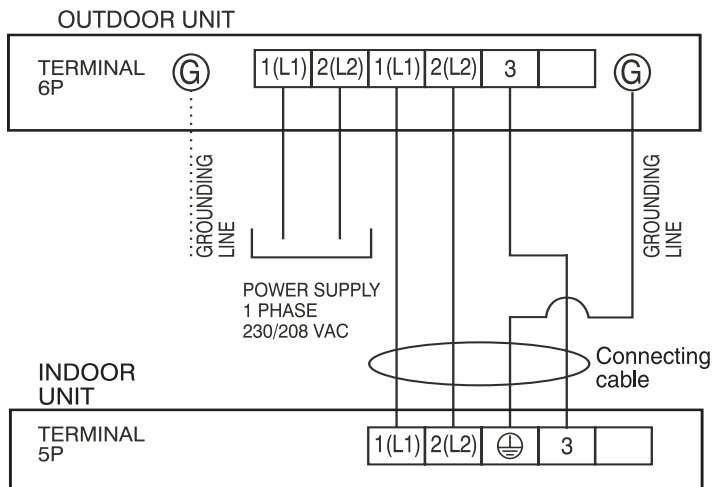 OUTDOOR UNIT
TERMINAL
6P
G
1(L1) 2(L2) 1(L1) 2(L2) 3
G
GROUNDING
LINE
GROUNDING
LINE
POWER SUPPLY
1 PHASE
230/208 VAC
Connecting
cable
INDOOR
UNIT
TERMINAL
5P
1(L1) 2(L2) 3